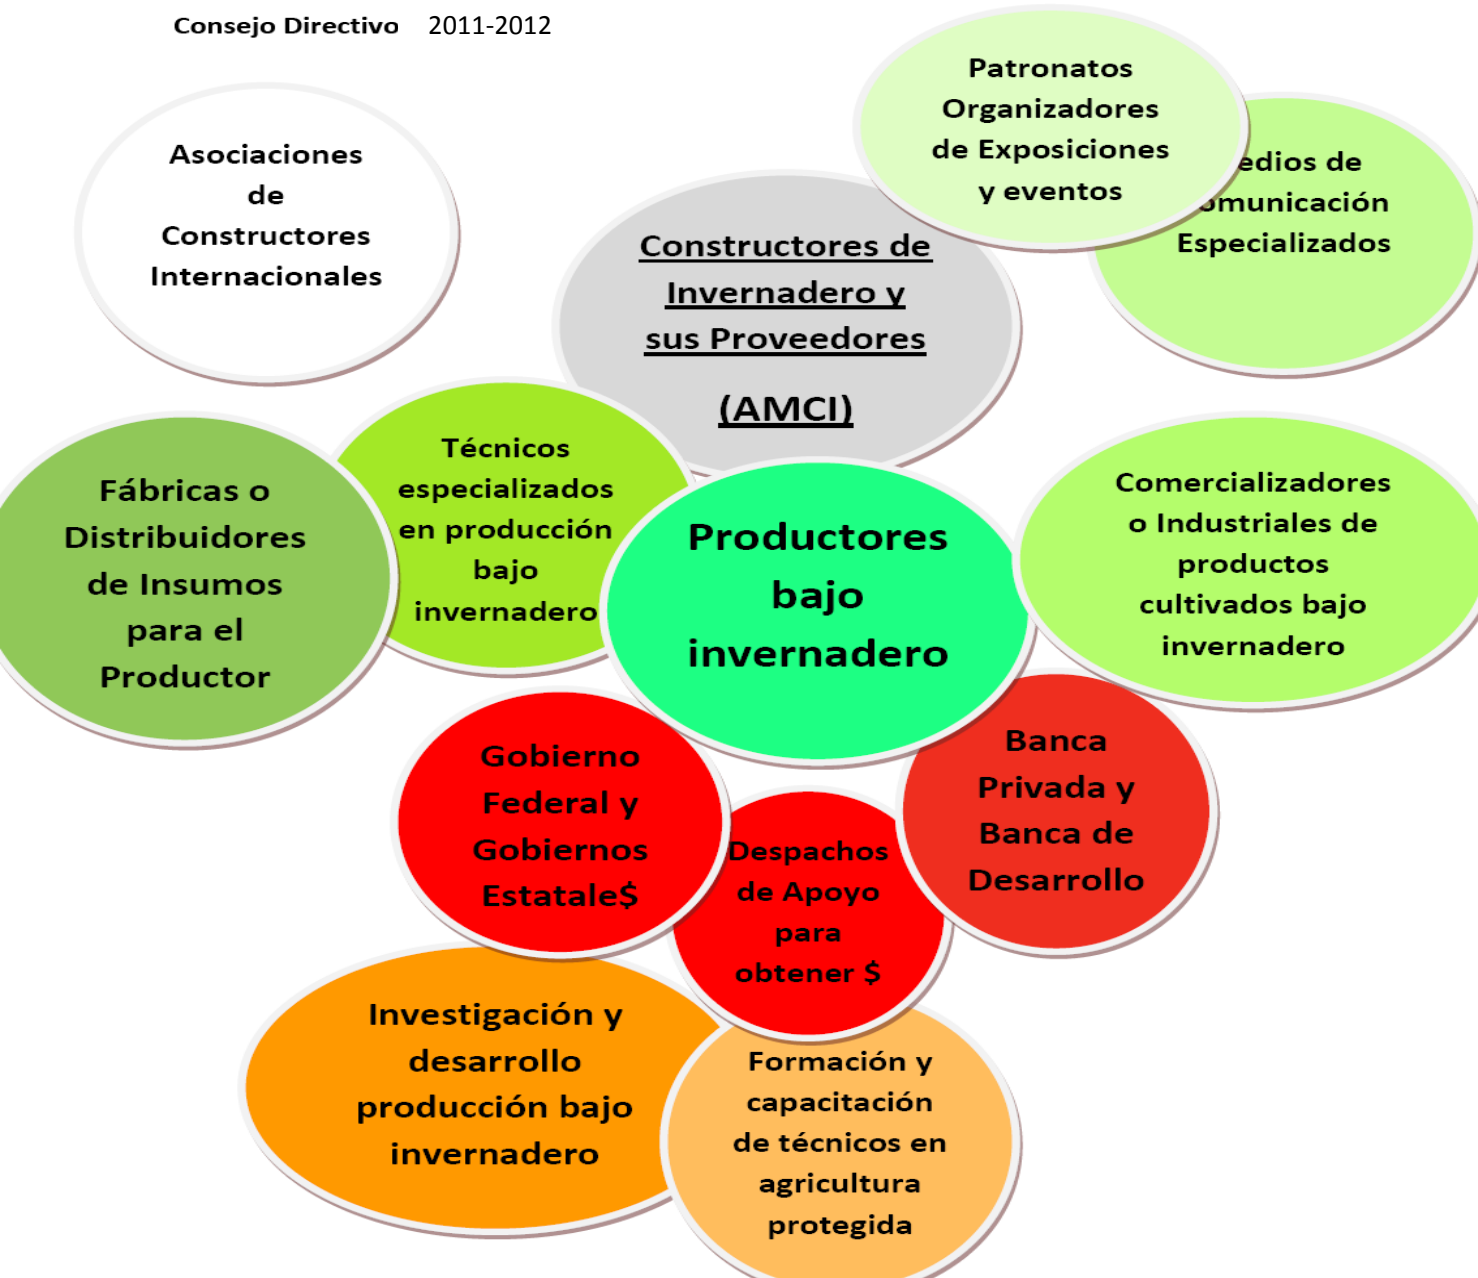 Consejo Directivo 2011-2012
Asociaciones
de
Constructores
Internacionales
Patronatos
Organizadores
de Exposiciones
y eventos
edios de
omunicación
Especializados
Constructores de
Invernadero y
sus Proveedores
(AMCI)
Fábricas o
Distribuidores
de Insumos
para el
Productor
Técnicos
especializados
en producción
bajo
invernadero
Productores
bajo
invernadero
Comercializadores
o Industriales de
productos
cultivados bajo
invernadero
Gobierno
Federal y
Gobiernos
Estatale$
Despachos
de Apoyo
para
obtener $
Banca
Privada y
Banca de
Desarrollo
Investigación y
desarrollo
producción bajo
invernadero
Formación y
capacitación
de técnicos en
agricultura
protegida